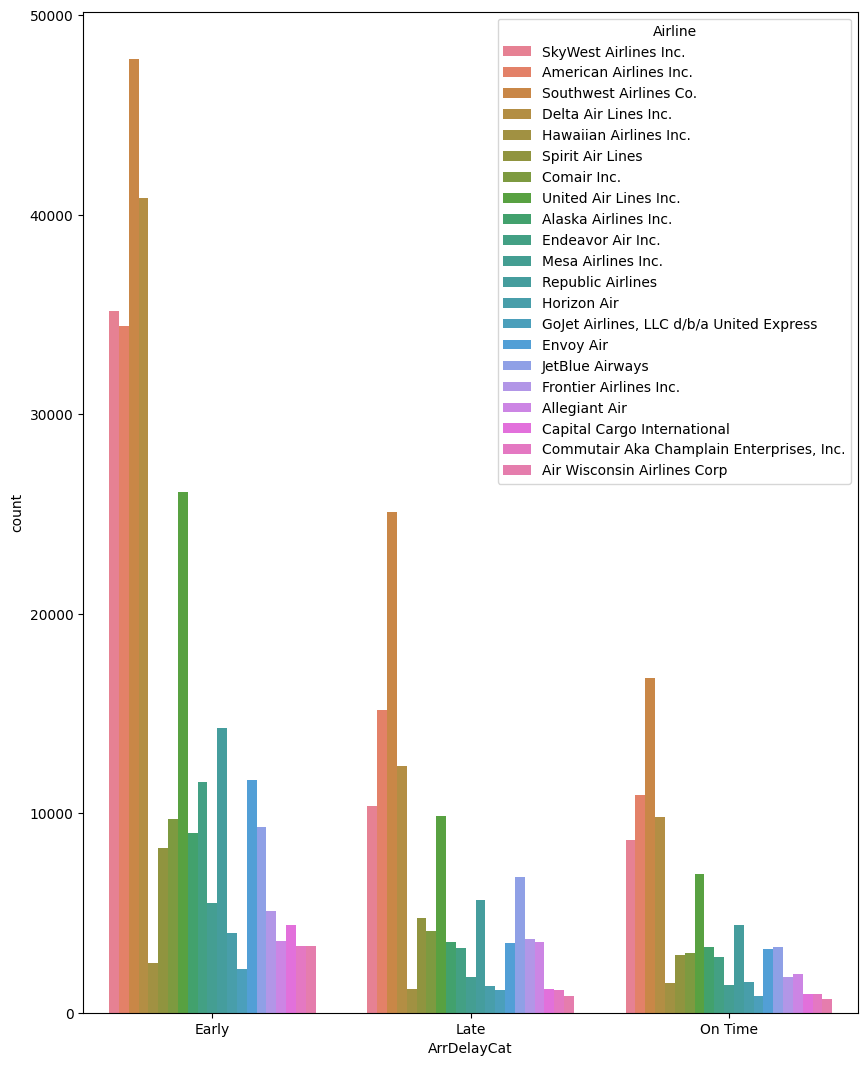 50000
40000
30000
20000
10000
0
count
Early
Late
On Time
ArrDelayCat
Airline
SkyWest Airlines Inc.
American Airlines Inc.
Southwest Airlines Co.
Delta Air Lines Inc.
Hawaiian Airlines Inc.
Spirit Air Lines
Comair Inc.
United Air Lines Inc.
Alaska Airlines Inc.
Endeavor Air Inc.
Mesa Airlines Inc.
Republic Airlines
Horizon Air
GoJet Airlines, LLC d/b/a United Express
Envoy Air
JetBlue Airways
Frontier Airlines Inc.
Allegiant Air
Capital Cargo International
Commutair Aka Champlain Enterprises, Inc.
Air Wisconsin Airlines Corp